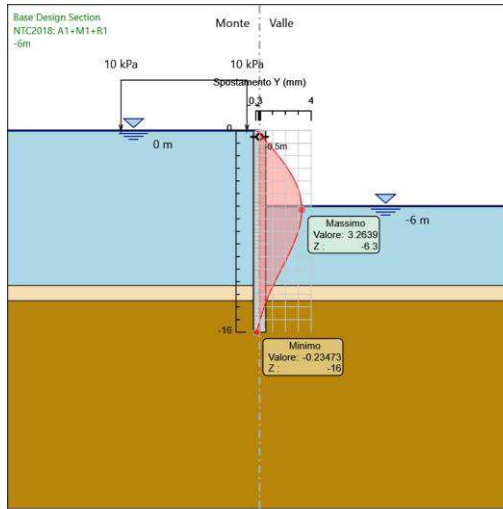 Base Design Section
NTC2018: A1+M1+R1
-6m
Monte
Valle
10 kPa
10 kPa
Spostamento Y (mm)
0.3
4
0
0 m
-0.5m
-6 m
Massimo
Valore: 3.2639
Z : -6.3
-16
Minimo
Valore: -0.23473
Z : -16